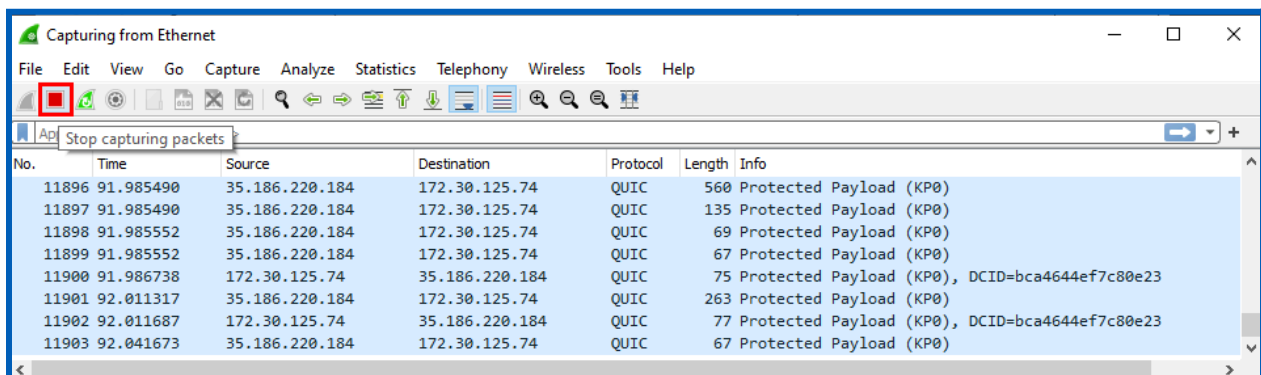 Capturing from Ethernet
File Edit View Go Capture Analyze Statistics Telephony Wireless Tools Help
Stop capturing packets
No. Time Source Destination Protocol Length Info
11896 91.985490 35.186.220.184 172.30.125.74 QUIC 560 Protected Payload (KP0)
11897 91.985490 35.186.220.184 172.30.125.74 QUIC 135 Protected Payload (KP0)
11898 91.985552 35.186.220.184 172.30.125.74 QUIC 69 Protected Payload (KP0)
11899 91.985552 35.186.220.184 172.30.125.74 QUIC 67 Protected Payload (KP0)
11900 91.986738 172.30.125.74 35.186.220.184 QUIC 75 Protected Payload (KP0), DCID=bca4644ef7c80e23
11901 92.011317 35.186.220.184 172.30.125.74 QUIC 263 Protected Payload (KP0)
11902 92.011687 172.30.125.74 35.186.220.184 QUIC 77 Protected Payload (KP0), DCID=bca4644ef7c80e23
11903 92.041673 35.186.220.184 172.30.125.74 QUIC 67 Protected Payload (KP0)